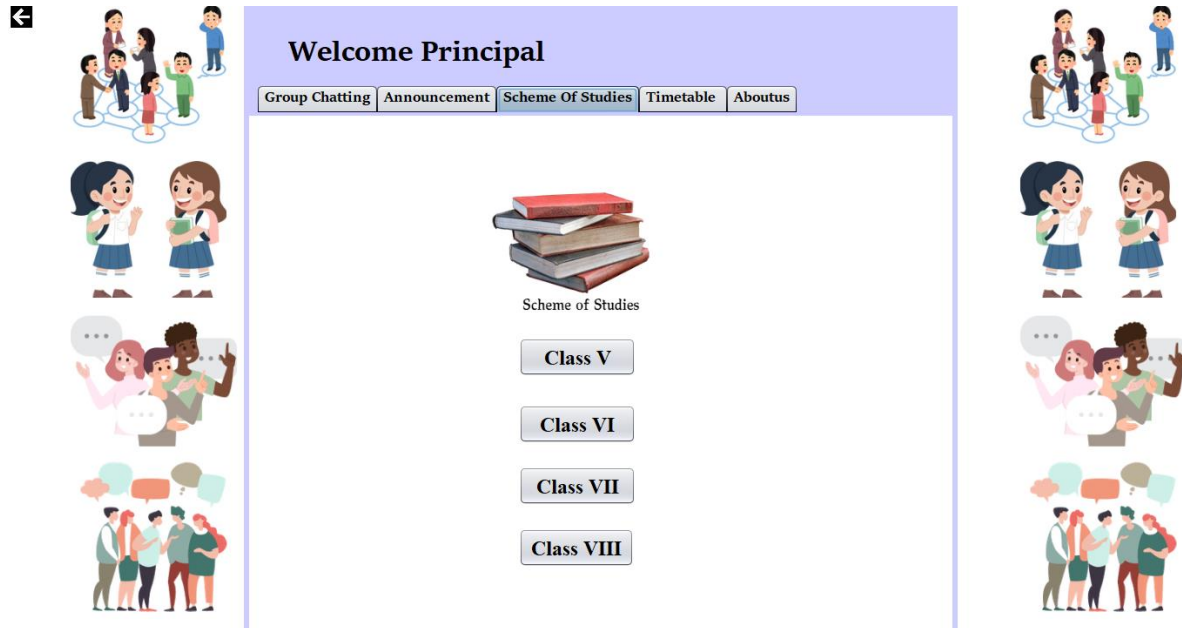 Welcome Principal
Group Chatting Announcement Scheme Of Studies Timetable Aboutus
Scheme of Studies
Class V
Class VI
Class VII
Class VIII